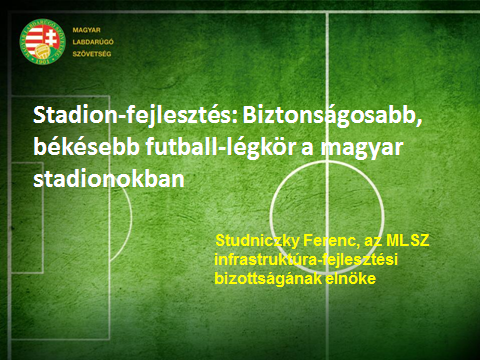 MAGYAR
LABDARÚGÓ
SZÖVETSÉG
Stadion-fejlesztés: Biztonságosabb,
békésebb futball-légkör a magyar
stadionokban
Studniczky Ferenc, az MLSZ
infrastruktúra-fejlesztési
bizottságának elnöke